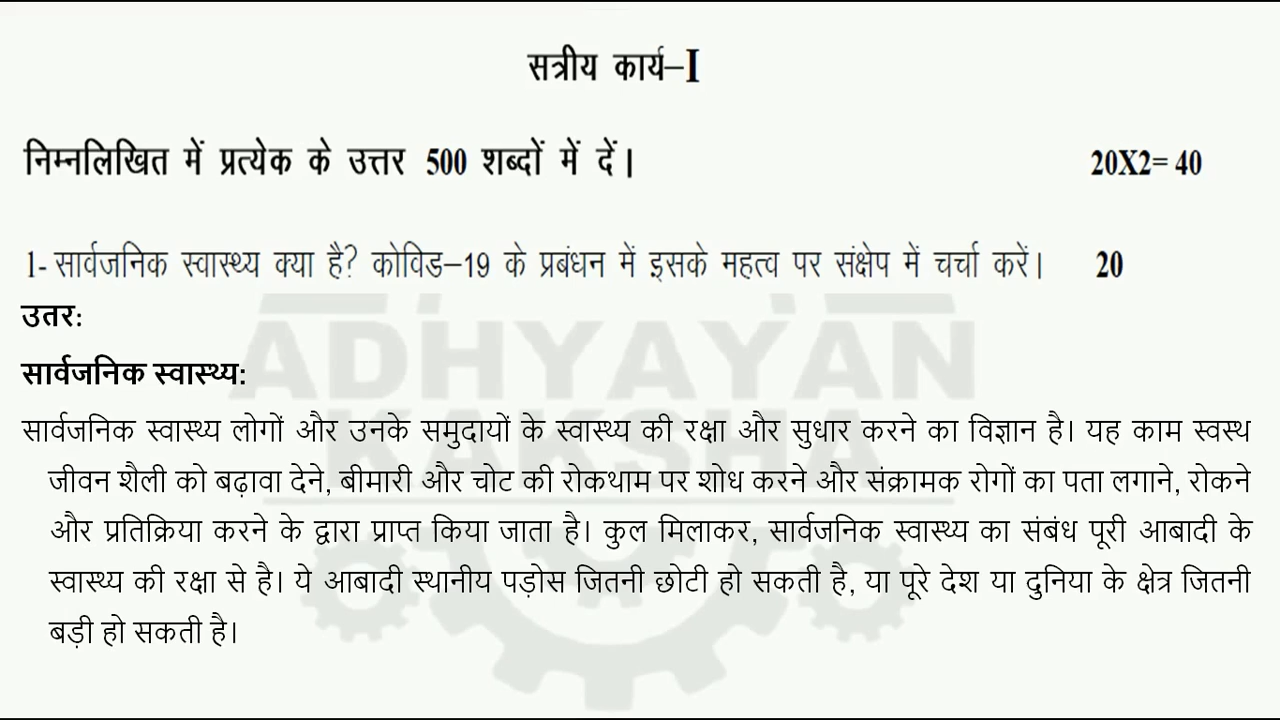 सत्रीय कार्य–I
निम्नलिखित में प्रत्येक के उत्तर 500 शब्दों में दें। 20X2= 40
1- सार्वजनिक स्वास्थ्य क्या है? कोविड–19 के प्रबंधन में इसके महत्व पर संक्षेप में चर्चा करें। 20
उतर:
सार्वजनिक स्वास्थ्य:
सार्वजनिक स्वास्थ्य लोगों और उनके समुदायों के स्वास्थ्य की रक्षा और सुधार करने का विज्ञान है। यह काम स्वस्थ
जीवन शैली को बढ़ावा देने, बीमारी और चोट की रोकथाम पर शोध करने और संक्रामक रोगों का पता लगाने, रोकने
और प्रतिक्रिया करने के द्वारा प्राप्त किया जाता है। कुल मिलाकर, सार्वजनिक स्वास्थ्य का संबंध पूरी आबादी के
स्वास्थ्य की रक्षा से है। ये आबादी स्थानीय पड़ोस जितनी छोटी हो सकती है, या पूरे देश या दुनिया के क्षेत्र जितनी
बड़ी हो सकती है।
ADHYAYAN
KAKSHA